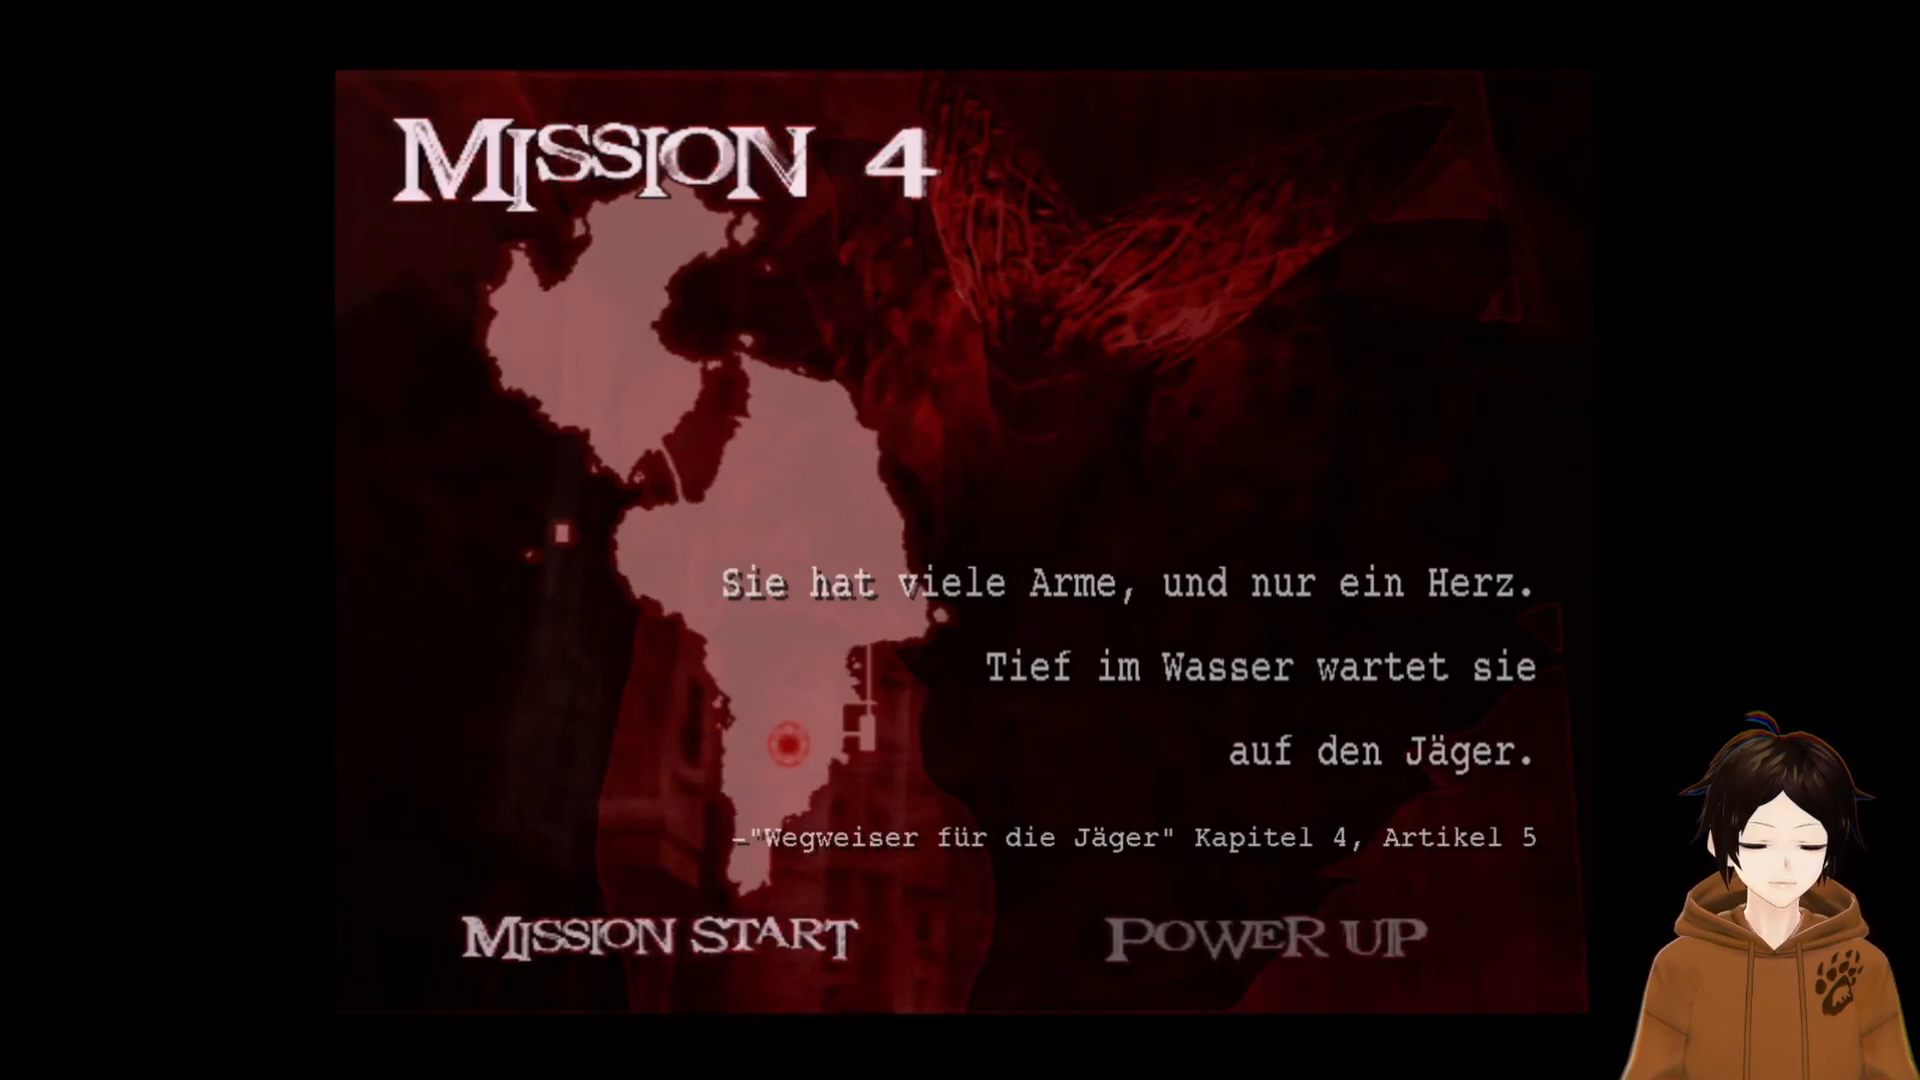 MISSION 4
Sie hat viele Arme, und nur ein Herz.
Tief im Wasser wartet sie
auf den Jäger.
-"Wegweiser für die Jäger" Kapitel 4, Artikel 5
MISSION START
POWER UP